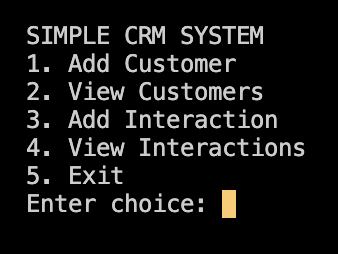 SIMPLE CRM SYSTEM
1. Add Customer
2. View Customers
3. Add Interaction
4. View Interactions
5. Exit
Enter choice: